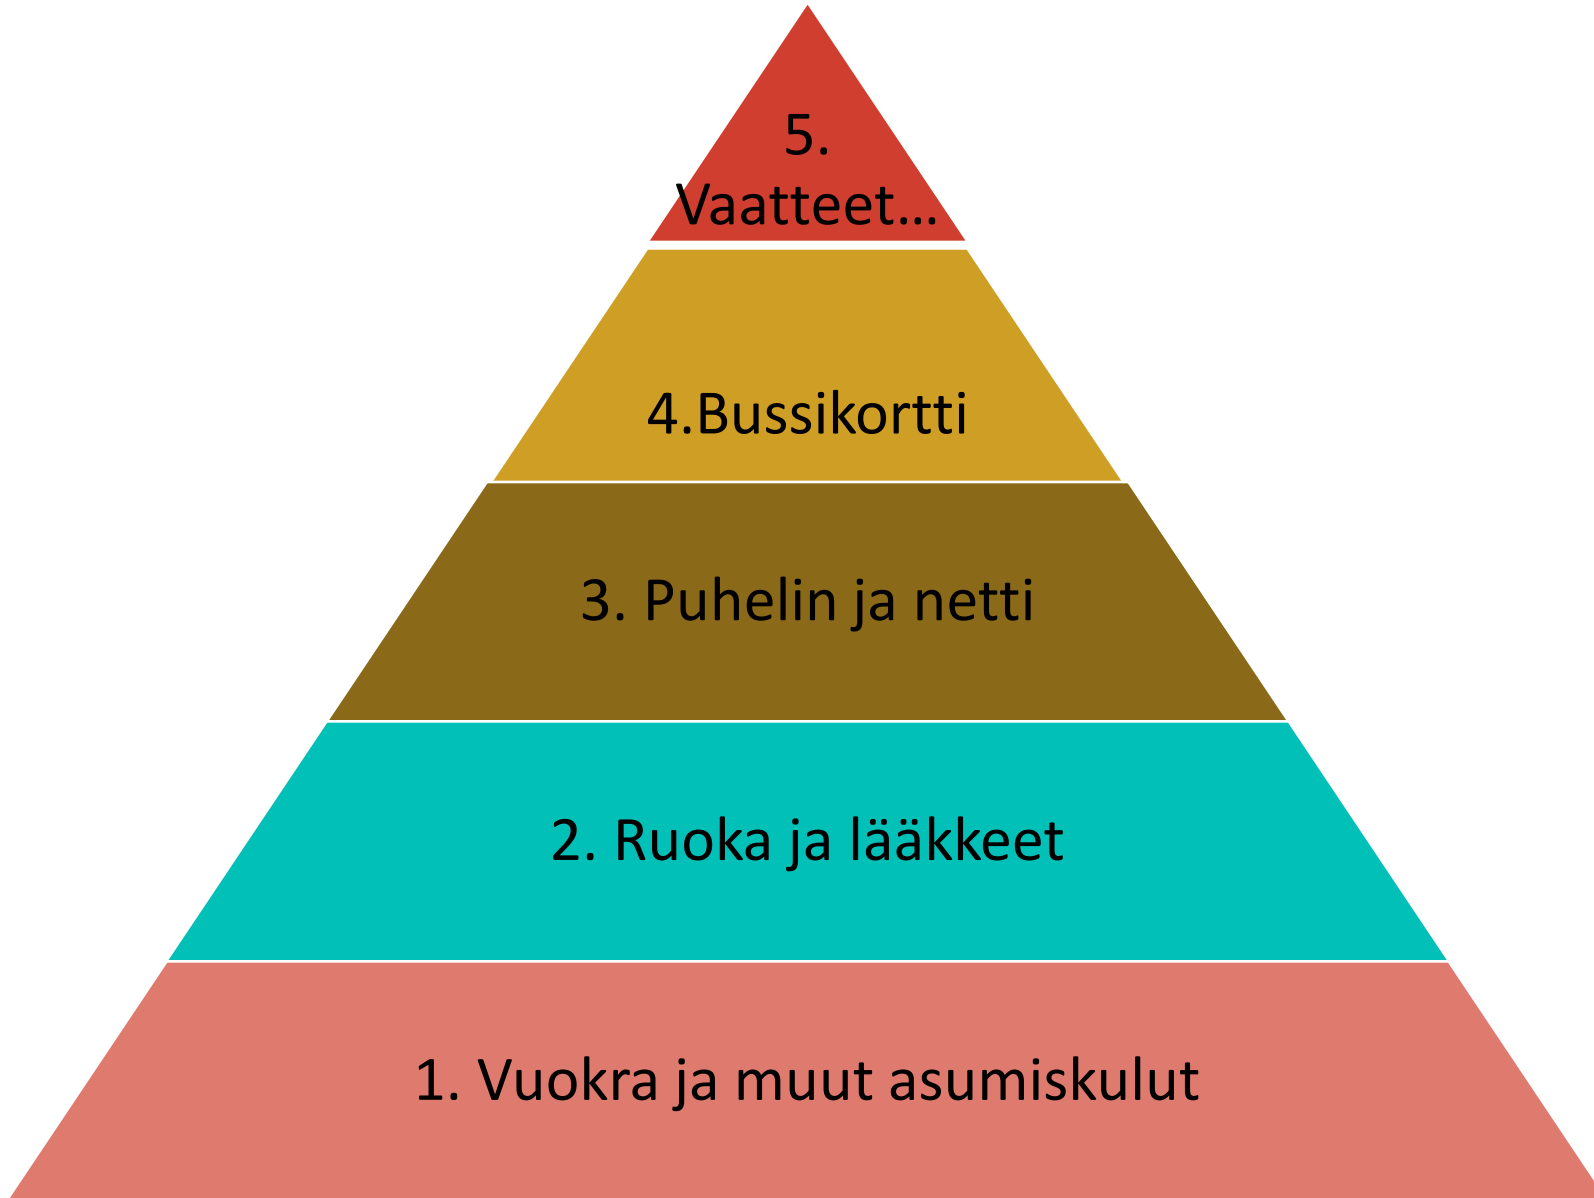 5.
Vaatteet…
4.Bussikortti
3. Puhelin ja netti
2. Ruoka ja lääkkeet
1. Vuokra ja muut asumiskulut